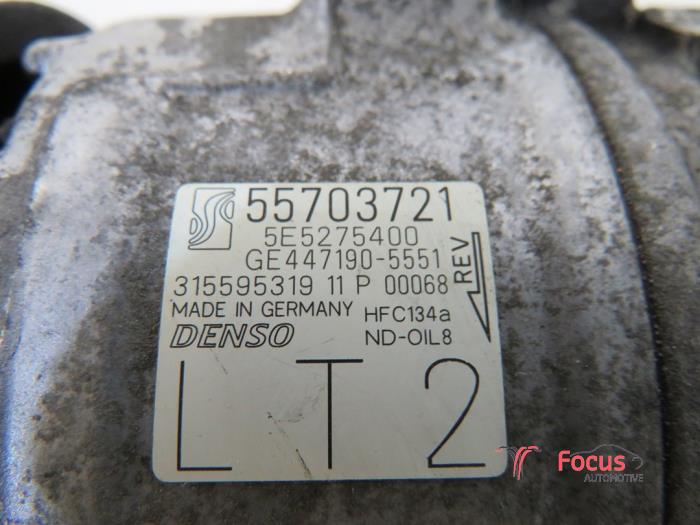 55703721
5E5275400
GE447190-5551
315595319 11 P 00068
MADE IN GERMANY HFC134a
DENSO ND-OIL8
REV
LT2
Focus
AUTOMOTIVE